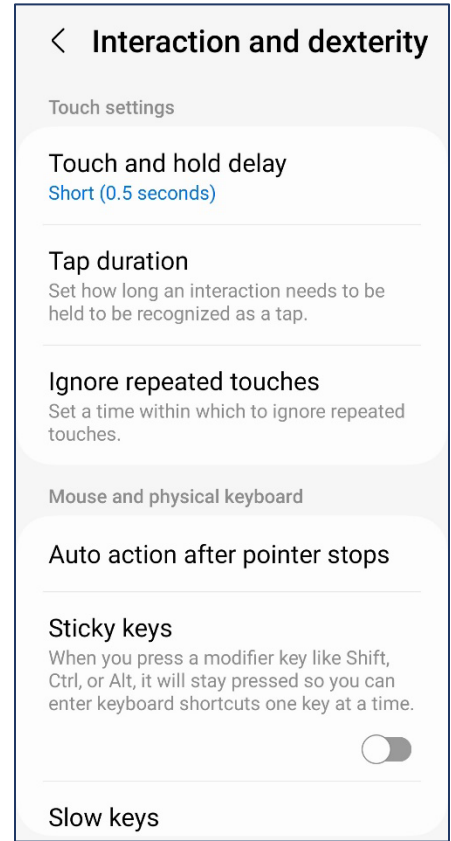 Interaction and dexterity
Touch settings
Touch and hold delay
Short (0.5 seconds)
Tap duration
Set how long an interaction needs to be
held to be recognized as a tap.
Ignore repeated touches
Set a time within which to ignore repeated
touches.
Mouse and physical keyboard
Auto action after pointer stops
Sticky keys
When you press a modifier key like Shift,
Ctrl, or Alt, it will stay pressed so you can
enter keyboard shortcuts one key at a time.
Slow keys